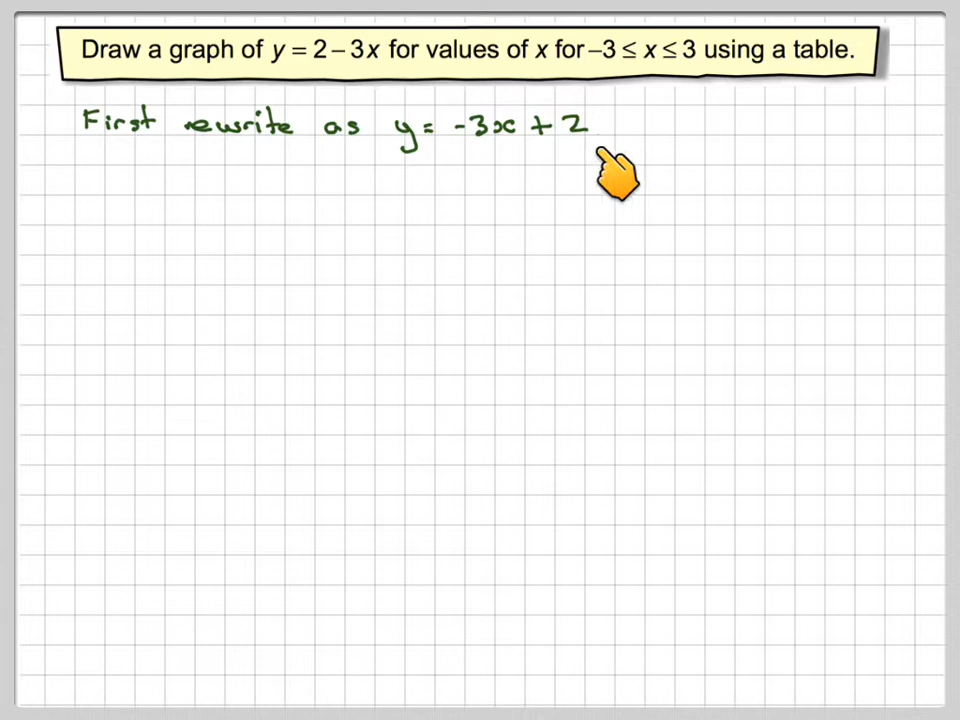 Draw a graph of y = 2 – 3x for values of x for –3 ≤ x ≤ 3 using a table.
First rewrite as y = -3x + 2